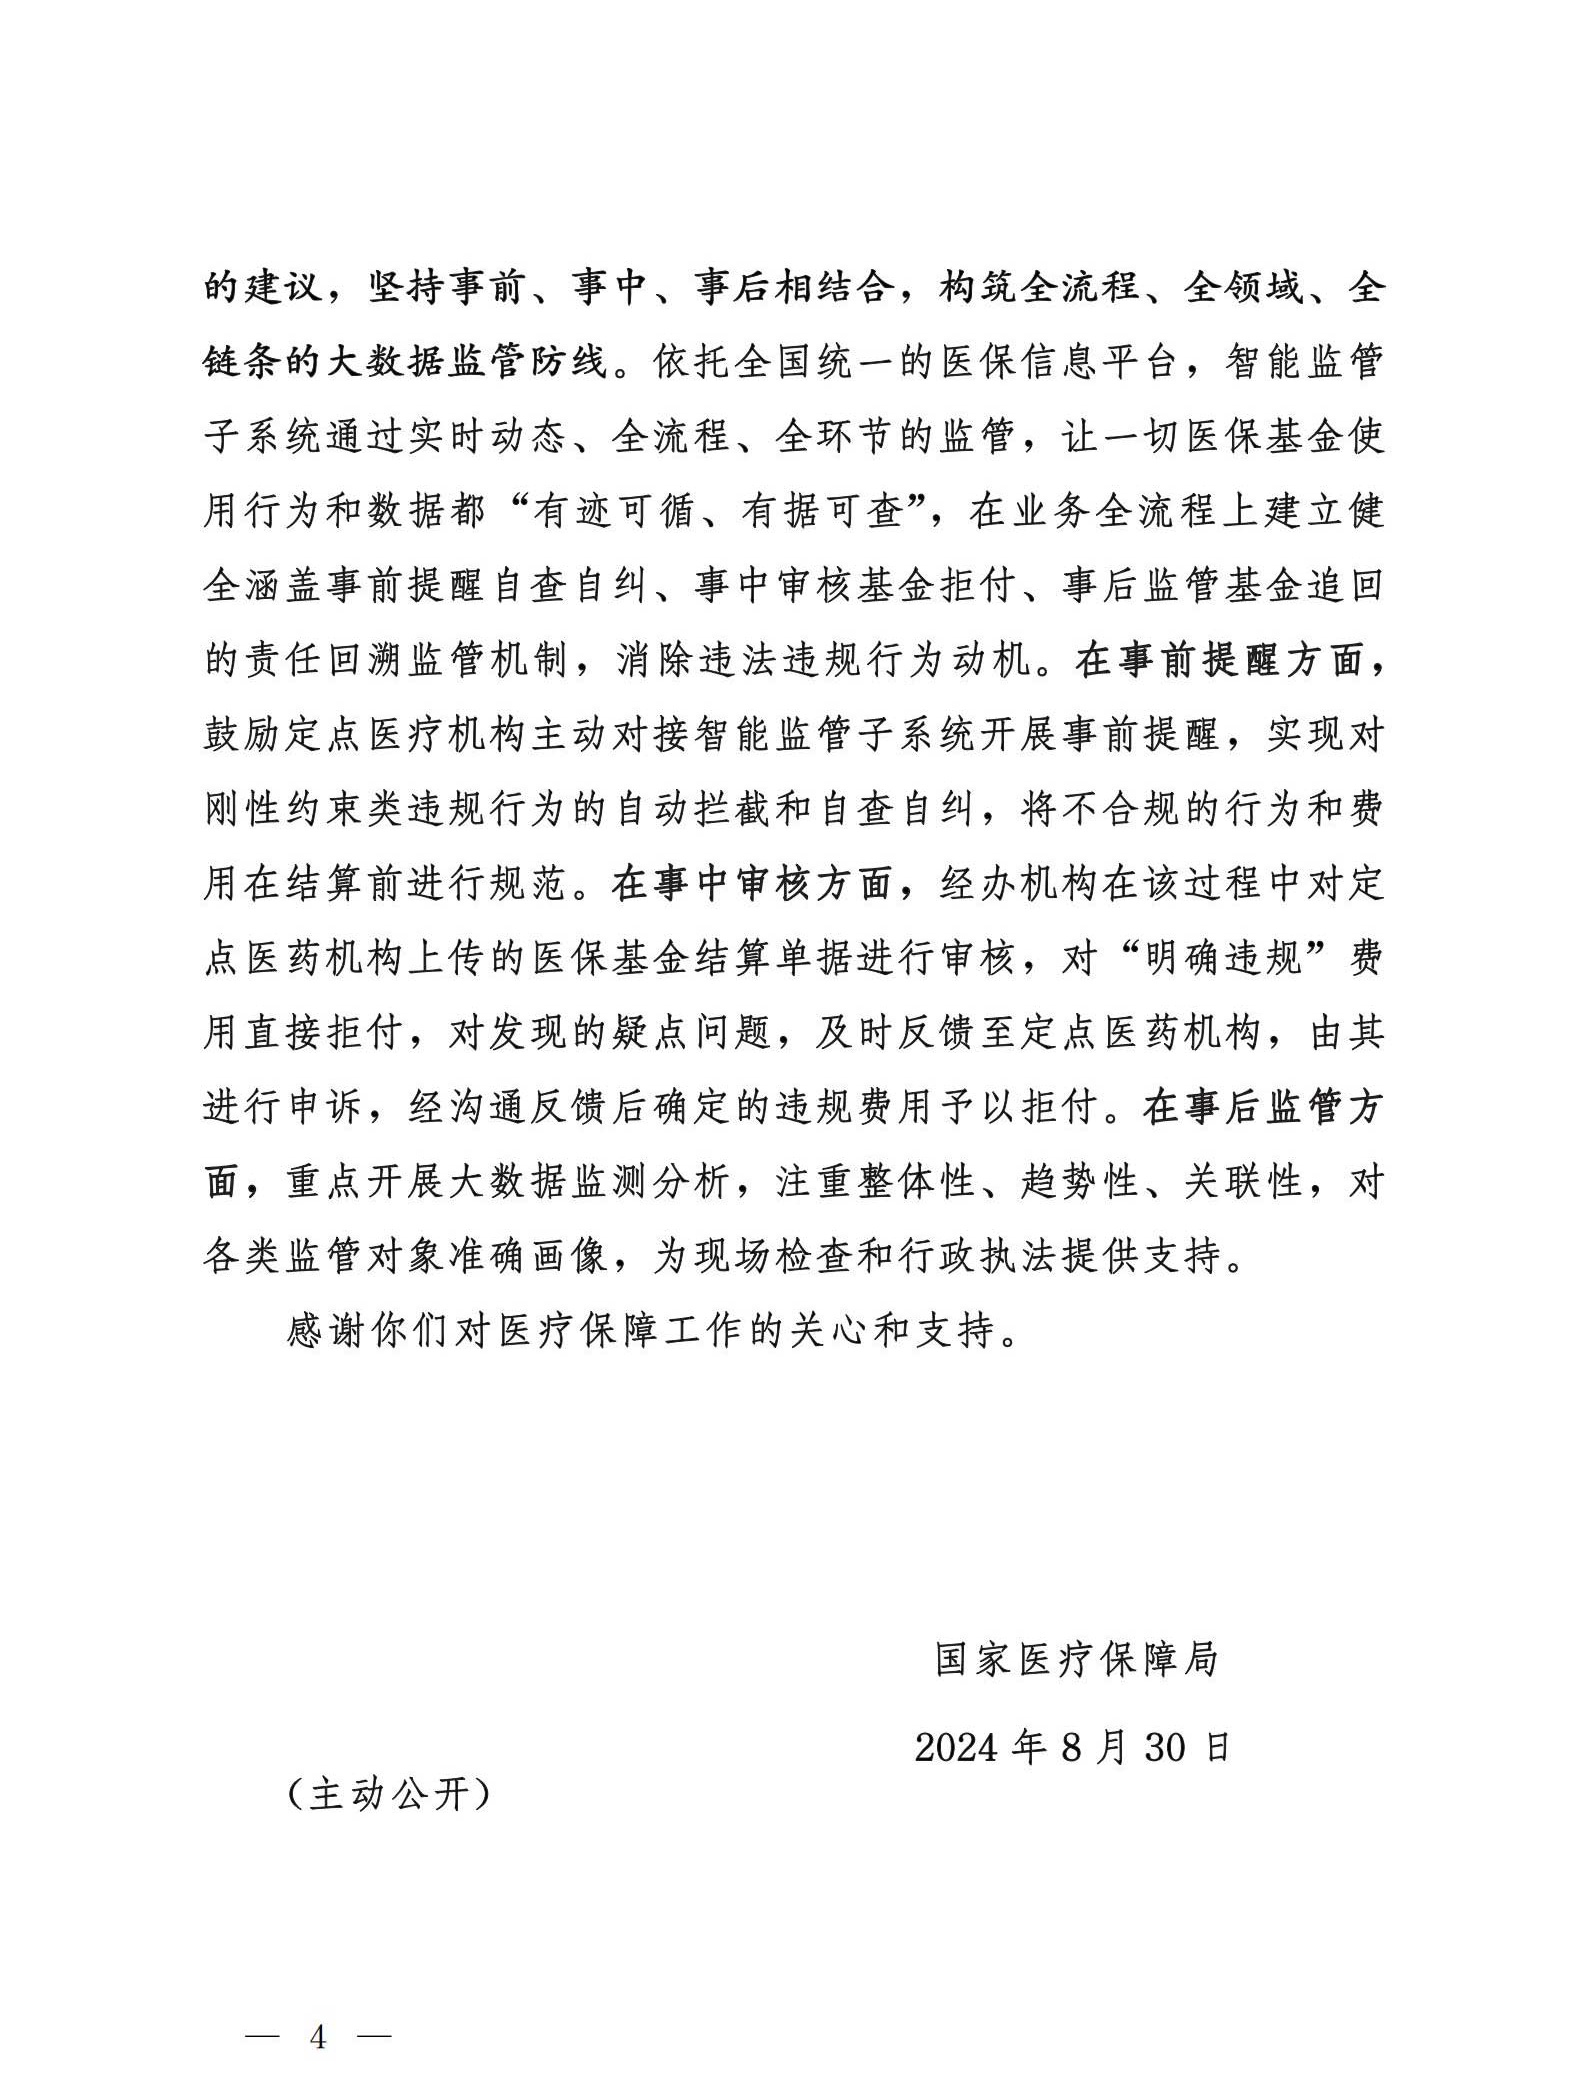 的建议，坚持事前、事中、事后相结合，构筑全流程、全领域、全
链条的大数据监管防线。依托全国统一的医保信息平台，智能监管
子系统通过实时动态、全流程、全环节的监管，让一切医保基金使
用行为和数据都“有迹可循、有据可查”，在业务全流程上建立健
全涵盖事前提醒自查自纠、事中审核基金拒付、事后监管基金追回
的责任回溯监管机制，消除违法违规行为动机。在事前提醒方面，
鼓励定点医疗机构主动对接智能监管子系统开展事前提醒，实现对
刚性约束类违规行为的自动拦截和自查自纠，将不合规的行为和费
用在结算前进行规范。在事中审核方面，经办机构在该过程中对定
点医药机构上传的医保基金结算单据进行审核，对“明确违规”费
用直接拒付，对发现的疑点问题，及时反馈至定点医药机构，由其
进行申诉，经沟通反馈后确定的违规费用予以拒付。在事后监管方
面，重点开展大数据监测分析，注重整体性、趋势性、关联性，对
各类监管对象准确画像，为现场检查和行政执法提供支持。
感谢你们对医疗保障工作的关心和支持。
国家医疗保障局
2024 年 8 月 30 日
（主动公开）
— 4 —